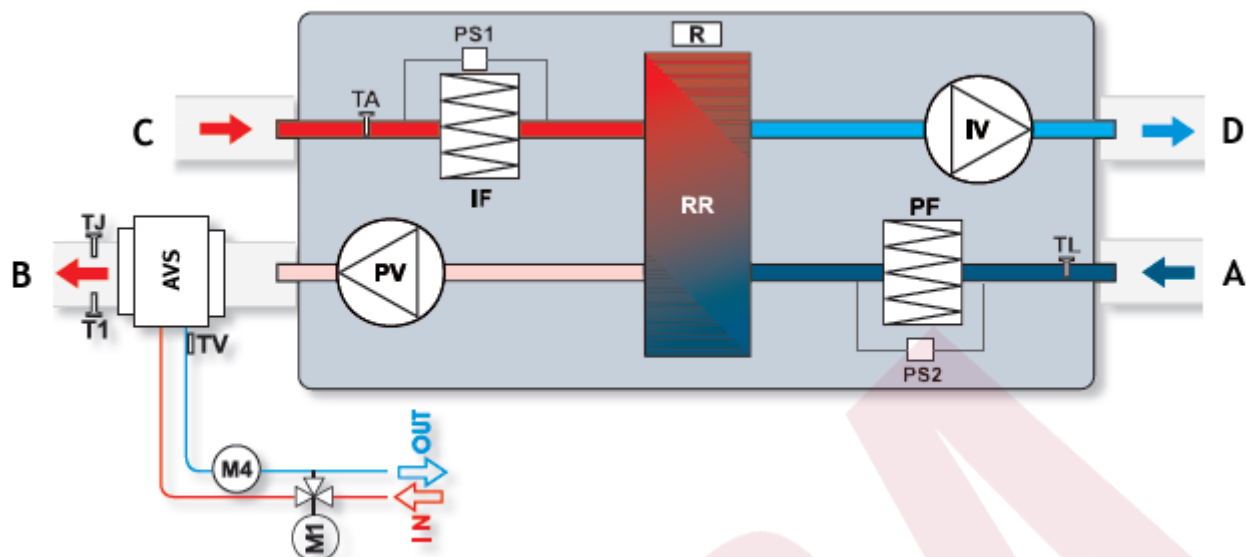 PS1
R
TA
C
IV
D
IF
RR
PF
TJ
AVS
PV
TL
B
A
T1
TV
PS2
OUT
M4
IN
M1